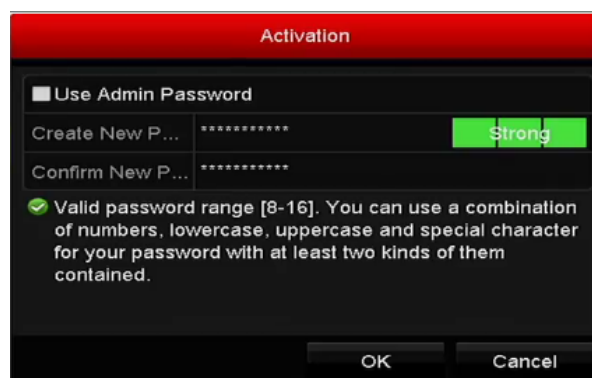 Activation
Use Admin Password
Create New P... *********** Strong
Confirm New P... ***********
Valid password range [8-16]. You can use a combination
of numbers, lowercase, uppercase and special character
for your password with at least two kinds of them
contained.
OK Cancel